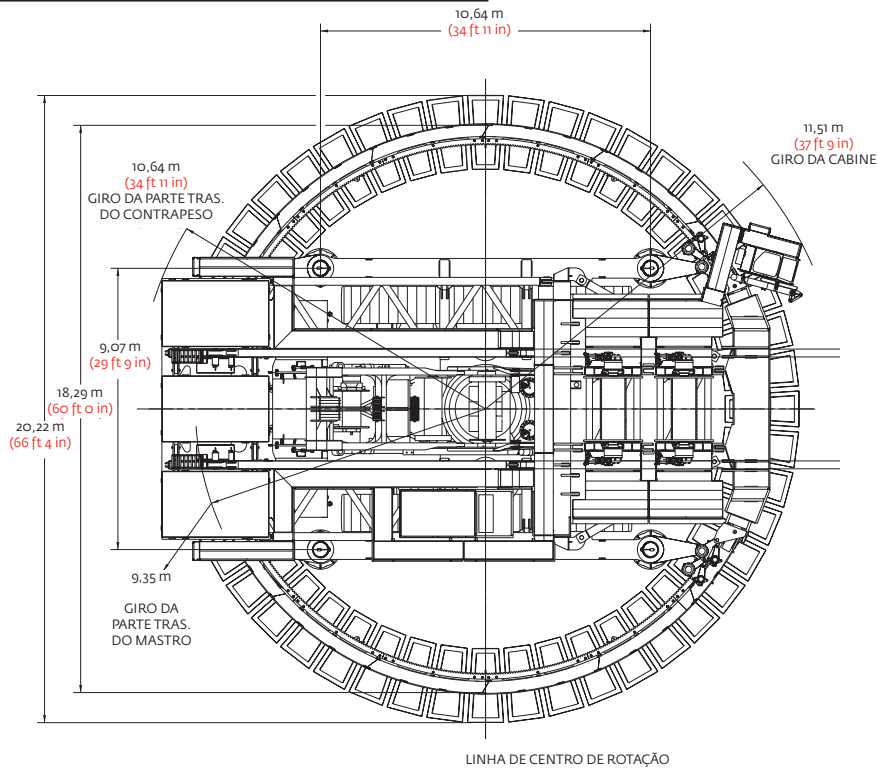 10,64 m
(34 ft 11 in)
11,51 m
(37 ft 9 in)
GIRO DA CABINE
10,64 m
(34 ft 11 in)
GIRO DA PARTE TRAS.
DO CONTRAPESO
9,07 m
(29 ft 9 in)
18,29 m
(60 ft 0 in)
20,22 m
(66 ft 4 in)
9,35 m
GIRO DA
PARTE TRAS.
DO MASTRO
LINHA DE CENTRO DE ROTAÇÃO